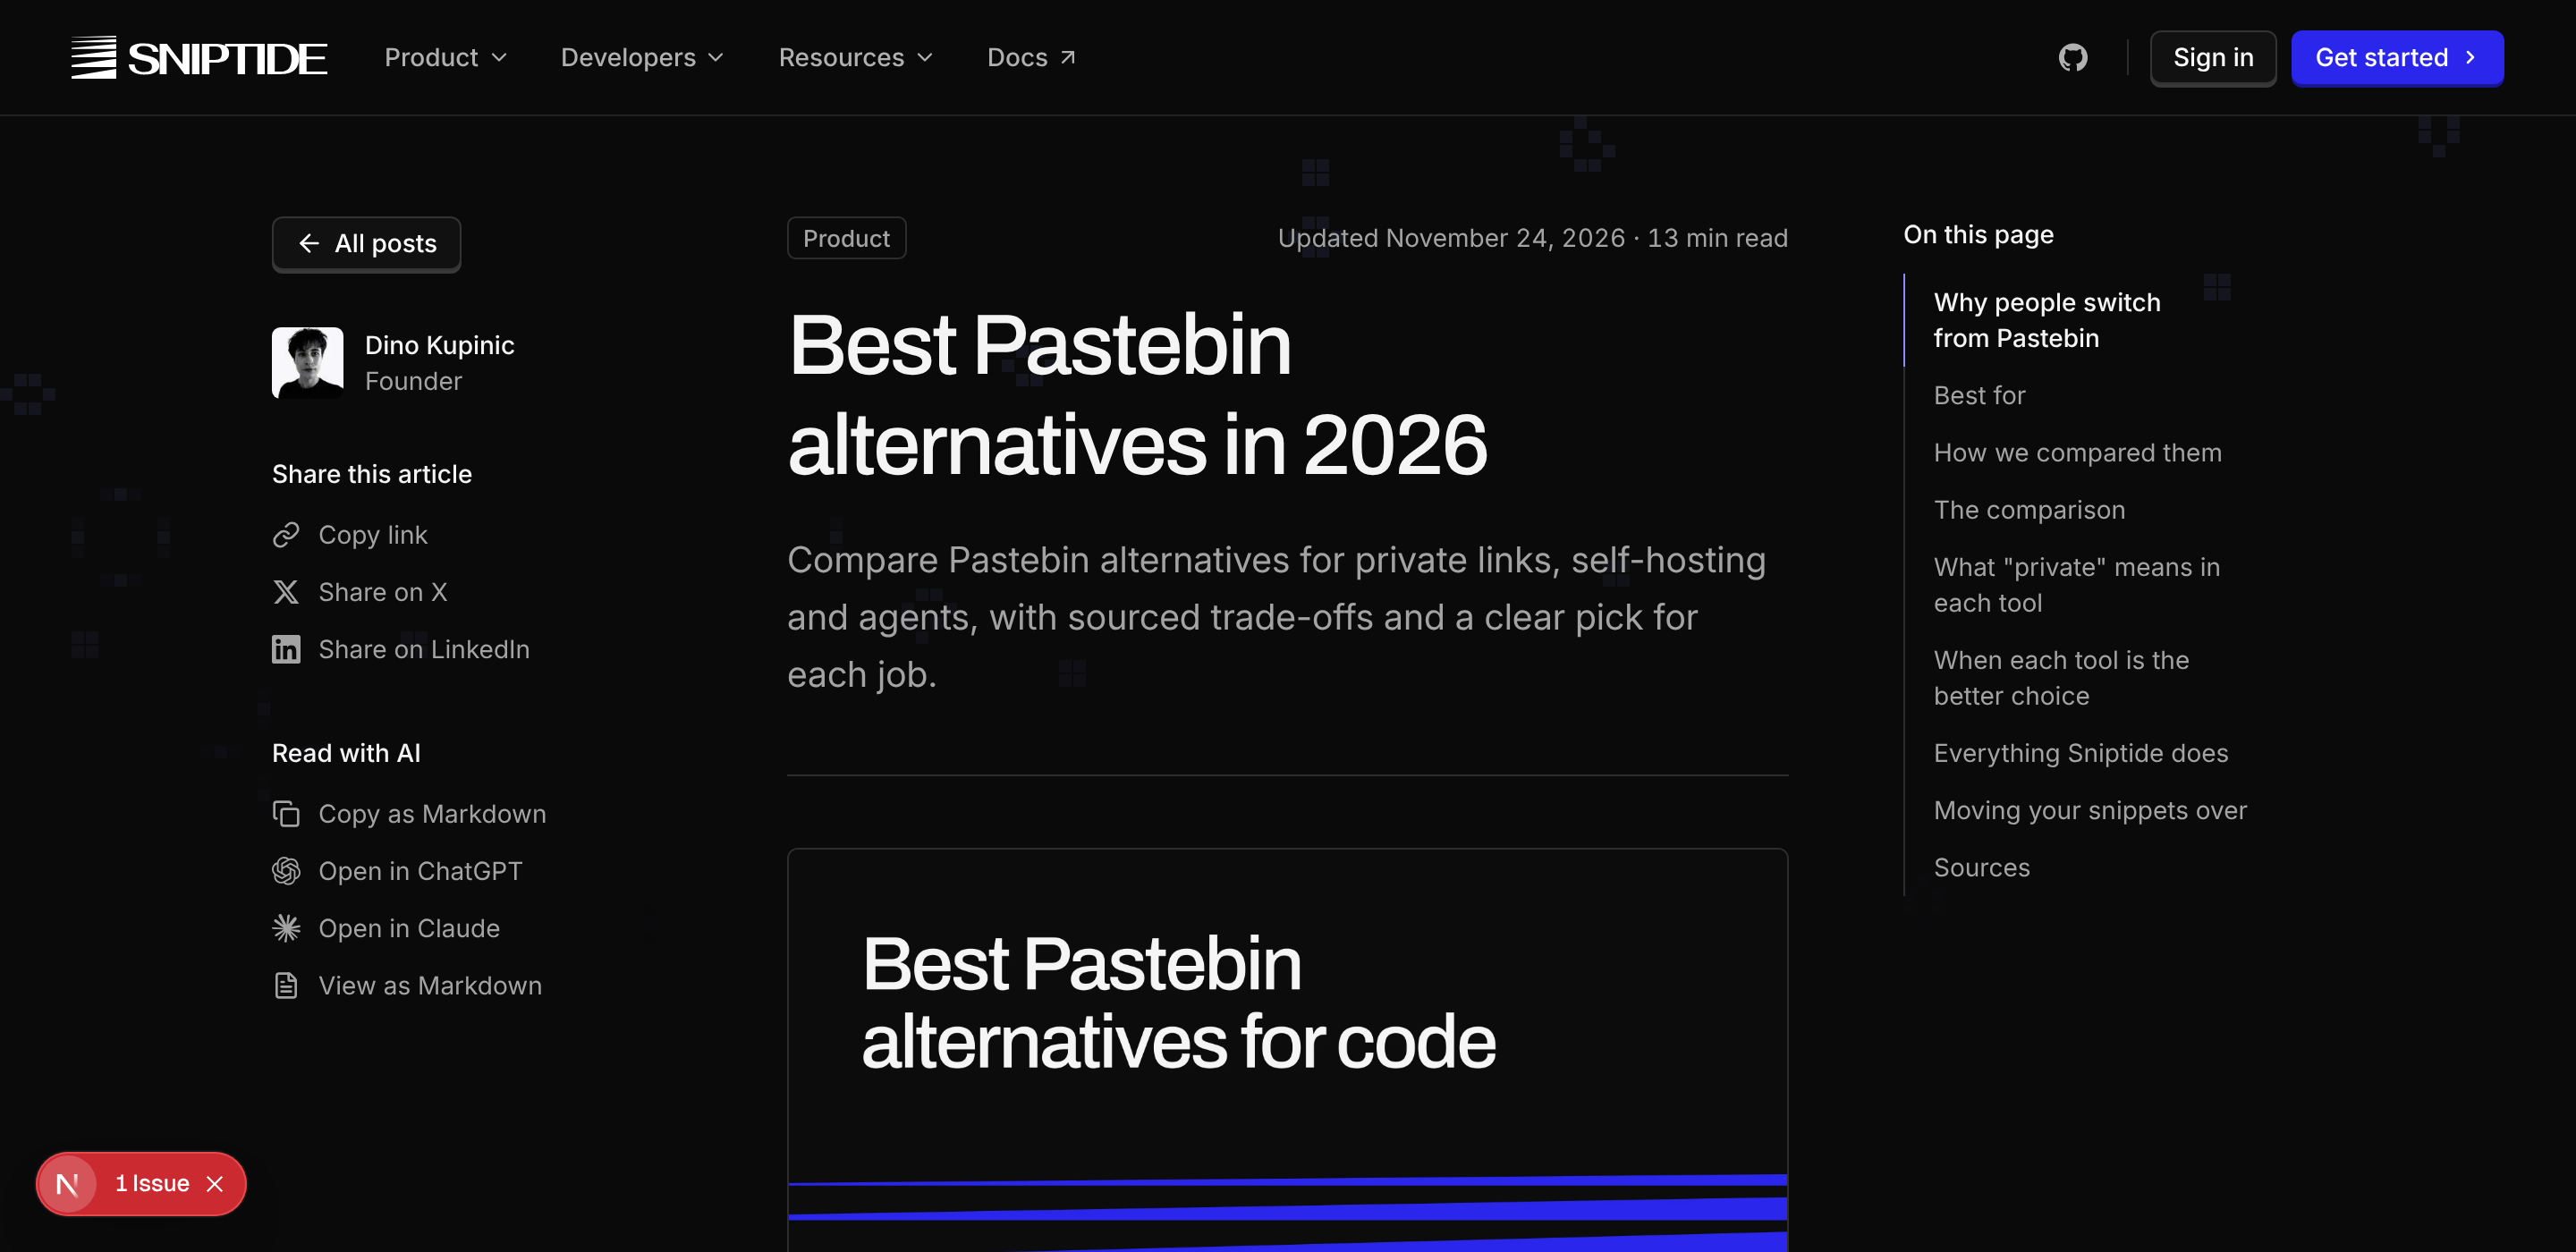 SNIPTIDE
Product
Developers
Resources
Docs
Sign in
Get started
All posts
Dino Kupinic
Founder
Share this article
Copy link
Share on X
Share on LinkedIn
Read with AI
Copy as Markdown
Open in ChatGPT
Open in Claude
View as Markdown
Product
Updated November 24, 2026 · 13 min read
Best Pastebin
alternatives in 2026
Compare Pastebin alternatives for private links, self-hosting
and agents, with sourced trade-offs and a clear pick for
each job.
Best Pastebin
alternatives for code
On this page
Why people switch
from Pastebin
Best for
How we compared them
The comparison
What "private" means in
each tool
When each tool is the
better choice
Everything Sniptide does
Moving your snippets over
Sources
N
1 Issue